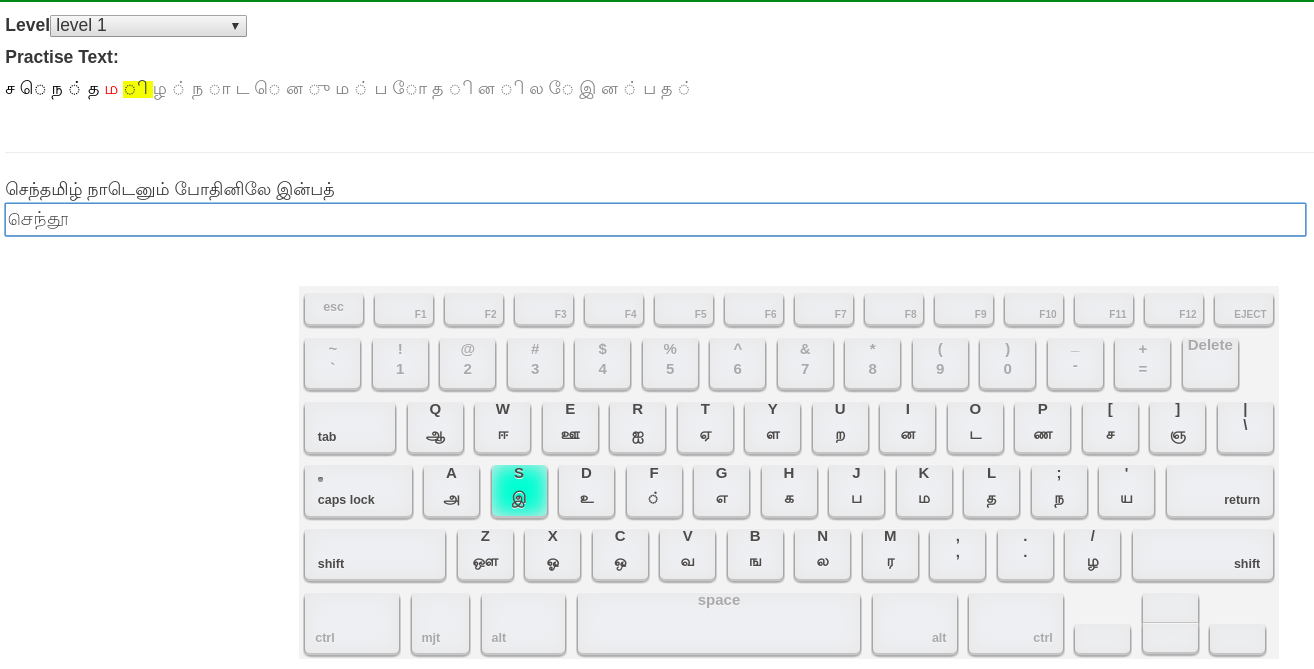 Level level 1
Practise Text:
ச ெ ந ் த ம ி ழ ் ந ா ட ெ ன ு ம ் ப ோ த ி ன ி ல ே இ ன ் ப த ்
செந்தமிழ் நாடெனும் போதினிலே இன்பத்
செந்தூ
esc F1 F2 F3 F4 F5 F6 F7 F8 F9 F10 F11 F12 EJECT
~ ! @ # $ % ^ & * ( ) _ + Delete
` 1 2 3 4 5 6 7 8 9 0 - =
Q W E R T Y U I O P [ ] |
tab ஆ ஈ ஊ ஐ ஏ ள ற ன ட ண ச ஞ \
A S D F G H J K L ; '
caps lock அ இ உ ் எ க ப ம த ந ய return
Z X C V B N M , . /
shift ஔ ஓ ஒ வ ங ல ர , . ழ shift
space
ctrl mjt alt alt ctrl